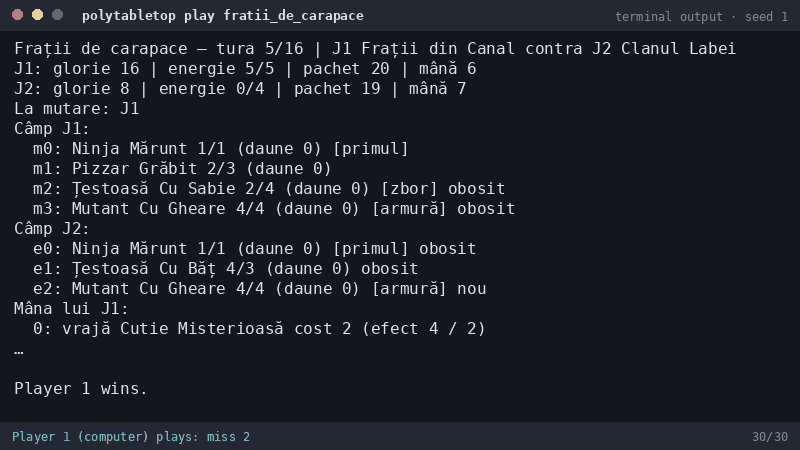 polytabletop play fratii_de_carapace
terminal output · seed 1
Frații de carapace — tura 5/16 | J1 Frații din Canal contra J2 Clanul Labei
J1: glorie 16 | energie 5/5 | pachet 20 | mână 6
J2: glorie 8 | energie 0/4 | pachet 19 | mână 7
La mutare: J1
Câmp J1:
m0: Ninja Mărunt 1/1 (daune 0) [primul]
m1: Pizzar Grăbit 2/3 (daune 0)
m2: Țestoasă Cu Sabie 2/4 (daune 0) [zbor] obosit
m3: Mutant Cu Gheare 4/4 (daune 0) [armură] obosit
Câmp J2:
e0: Ninja Mărunt 1/1 (daune 0) [primul] obosit
e1: Țestoasă Cu Băț 4/3 (daune 0) obosit
e2: Mutant Cu Gheare 4/4 (daune 0) [armură] nou
Mâna lui J1:
0: vrajă Cutie Misterioasă cost 2 (efect 4 / 2)
…
Player 1 wins.
Player 1 (computer) plays: miss 2
30/30